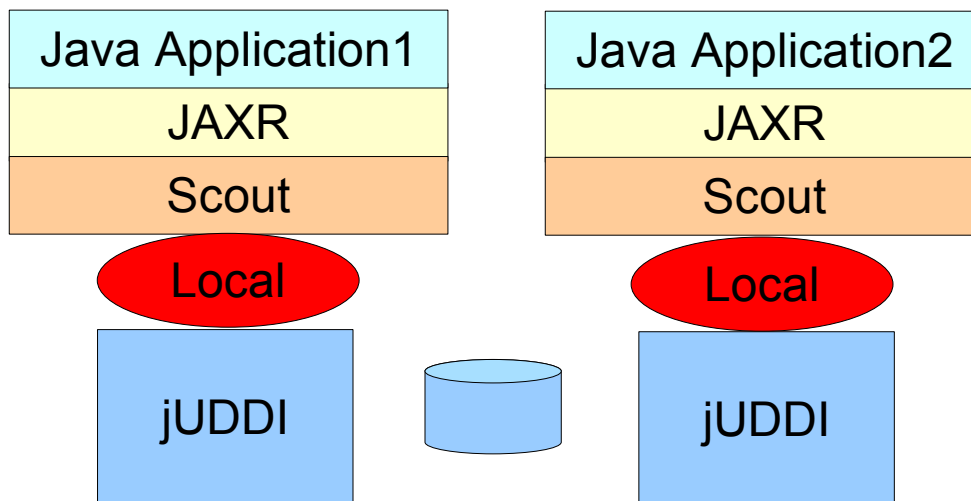 Java Application1
JAXR
Scout
Local
jUDDI
Java Application2
JAXR
Scout
Local
jUDDI